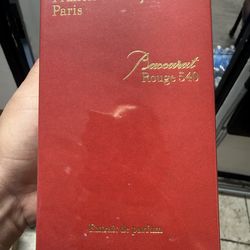 Paris
Baccarat
Rouge 540
Extrait de parfum